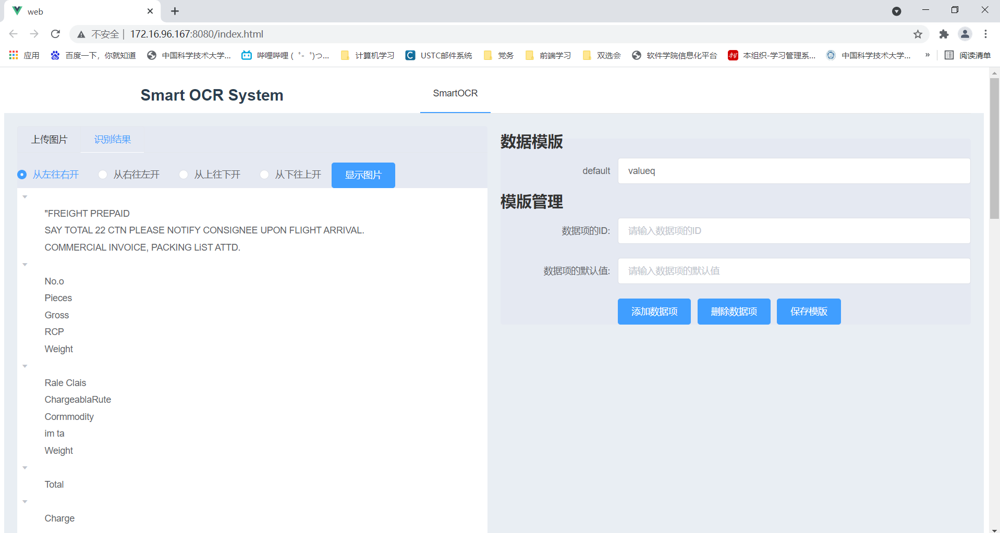 web
不安全 | 172.16.96.167:8080/index.html
应用 百度一下，你就知道 中国科学技术大学... 哔哩哔哩 (゜-゜)つ... 计算机学习 USTC邮件系统 党务 前端学习 双选会 软件学院信息化平台 本组织-学习管理系... 中国科学技术大学... » 阅读清单
Smart OCR System
SmartOCR
上传图片 识别结果
从左往右开 从右往左开 从上往下开 从下往上开 显示图片
"FREIGHT PREPAID
SAY TOTAL 22 CTN PLEASE NOTIFY CONSIGNEE UPON FLIGHT ARRIVAL.
COMMERCIAL INVOICE, PACKING LiST ATTD.
No.o
Pieces
Gross
RCP
Weight
Rale Clais
ChargeablaRute
Cormmodity
im ta
Weight
Total
Charge
数据模版
default valueq
模版管理
数据项的ID: 请输入数据项的ID
数据项的默认值: 请输入数据项的默认值
添加数据项 删除数据项 保存模版